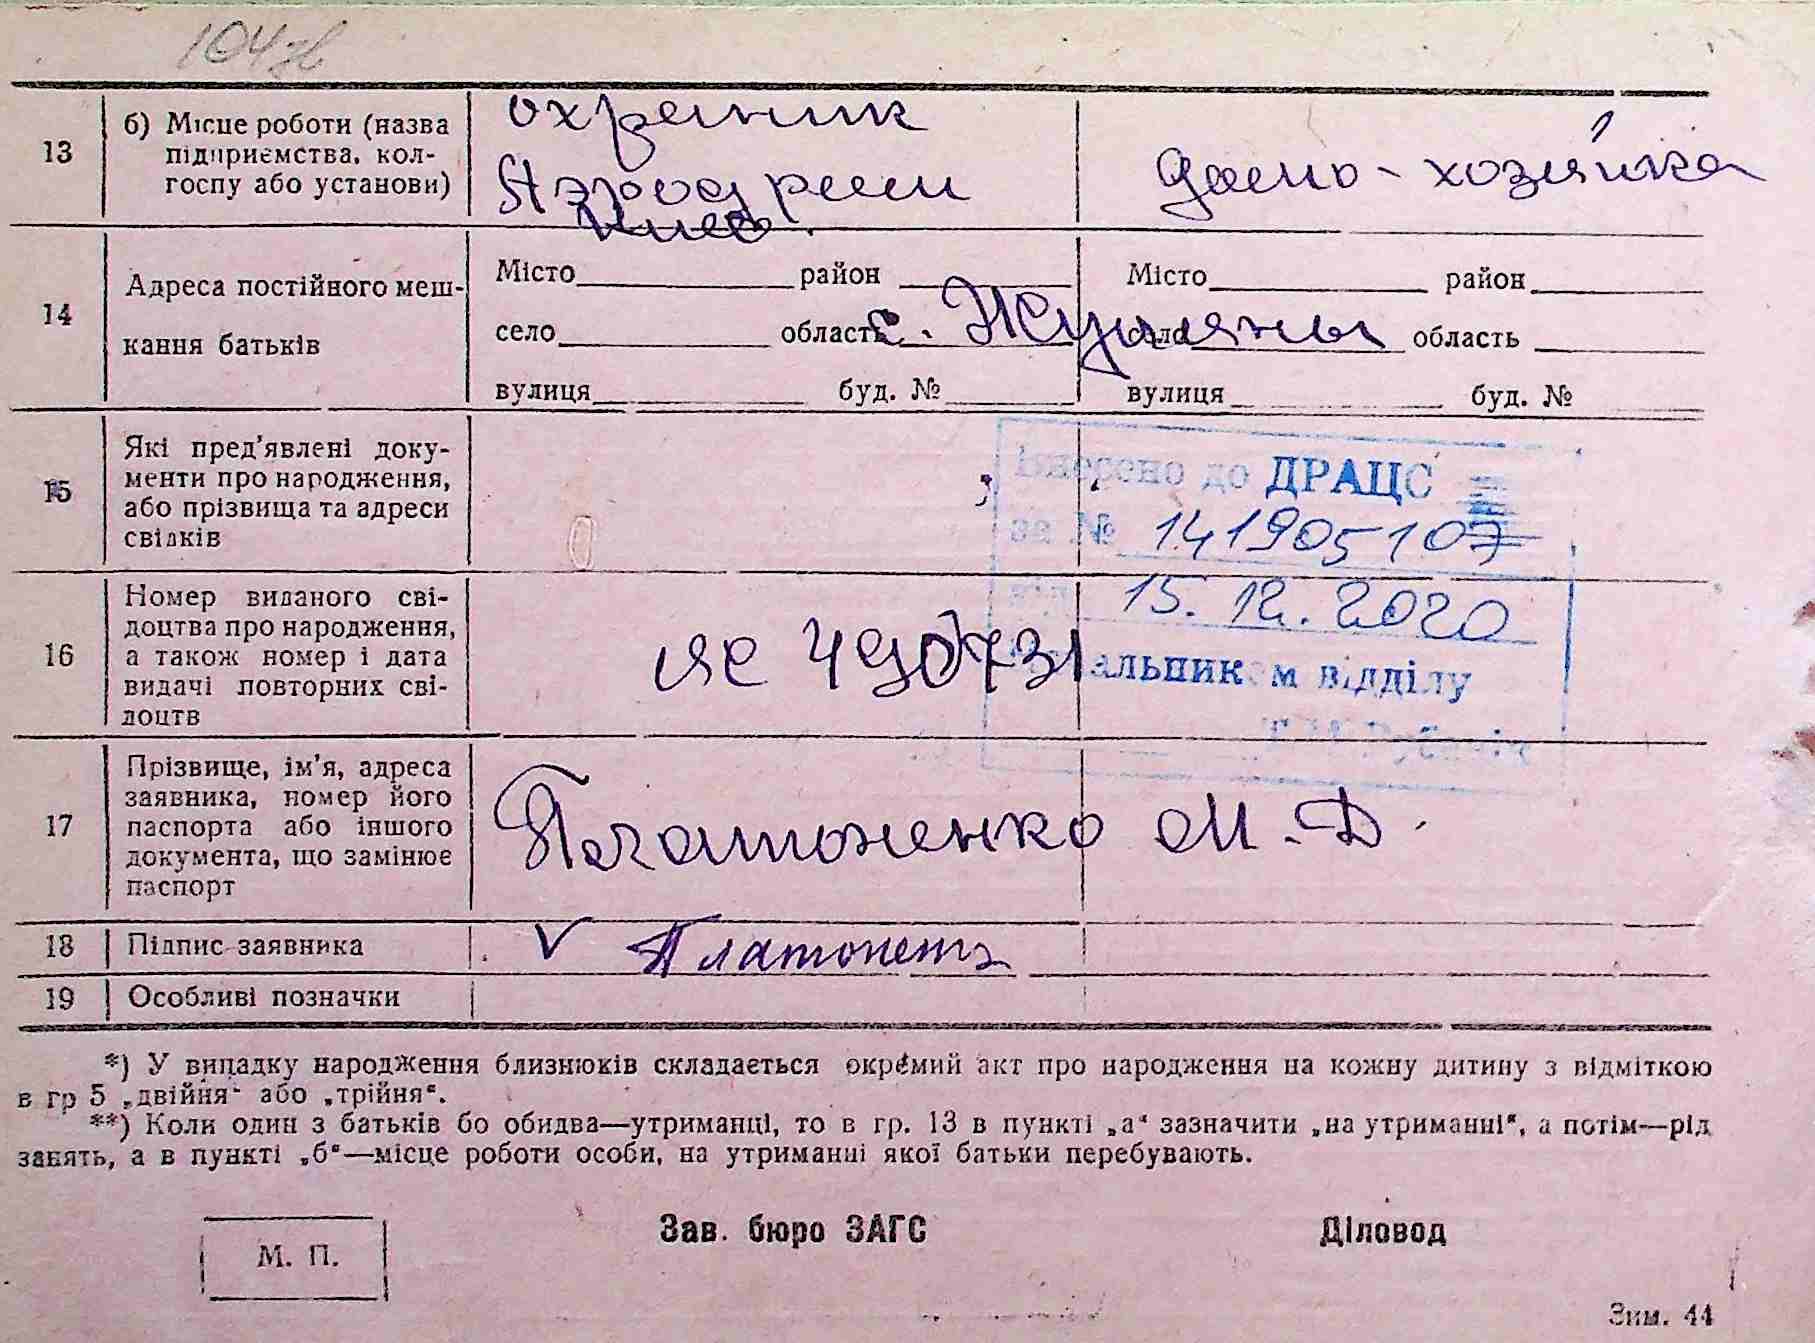 104
13 б) Місце роботи (назва
підприємства, кол-
госпу або установи)
охраник
Аэродром
Киев.
Домо-хозяйка
14 Адреса постійного меш-
кання батьків
Місто район Місто район
село область село область
с. Жуляны
вулиця буд. № вулиця буд. №
15 Які пред’явлені доку-
менти про народження,
або прізвища та адреси
свідків
Внесено до ДРАЦС
за № 141905107
15.12.2020
Начальником відділу
16 Номер виданого сві-
доцтва про народження,
а також номер і дата
видачі повторних сві-
доцтв
ЯС 490731
17 Прізвище, ім’я, адреса
заявника, номер його
паспорта або іншого
документа, що замінює
паспорт
Платоненко М. Д.
18 Підпис заявника V Платонен
19 Особливі позначки
*) У випадку народження близнюків складається окремий акт про народження на кожну дитину з відміткою
в гр 5 „двійня“ або „трійня“.
**) Коли один з батьків бо обидва—утриманці, то в гр. 13 в пункті „а“ зазначити „на утриманні“, а потім—рід
занять, а в пункті „б“—місце роботи особи, на утриманні якої батьки перебувають.
М. П.
Зав. бюро ЗАГС Діловод
Зим. 44